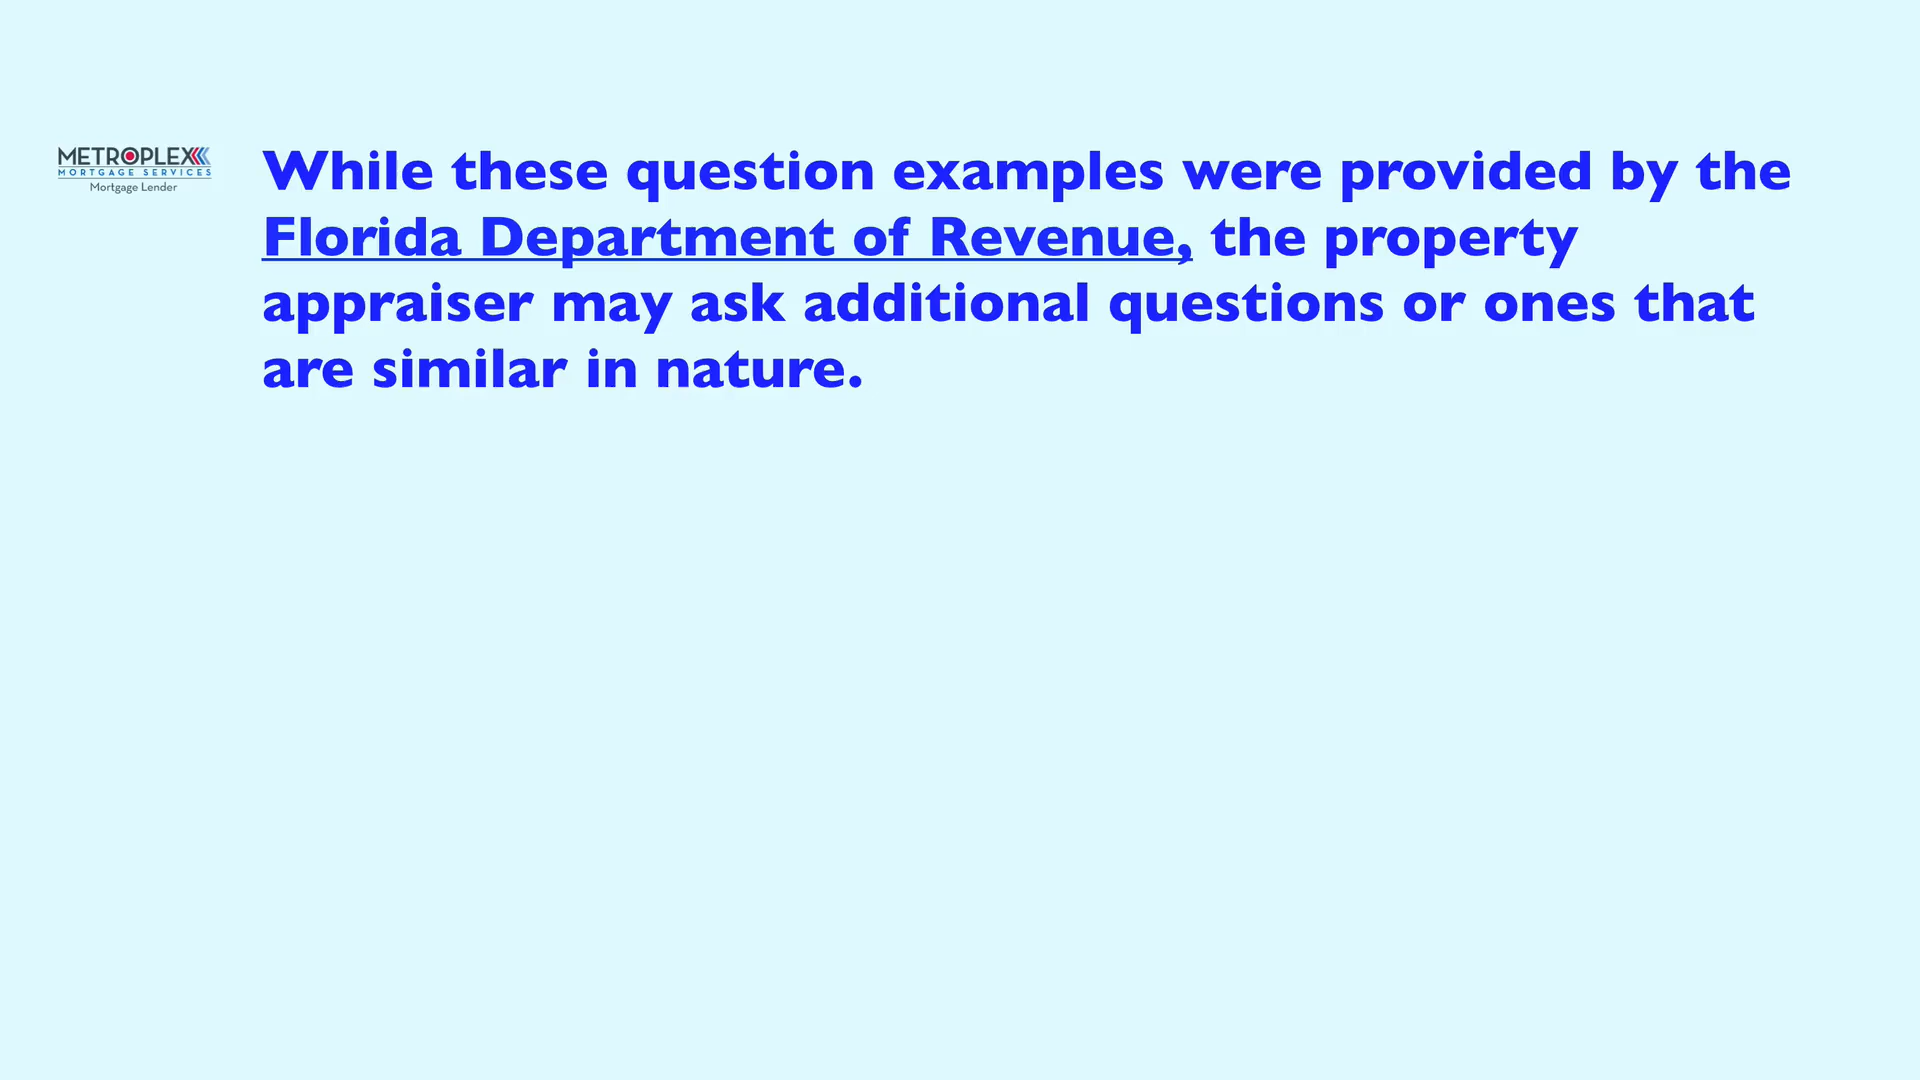 METROPLEX
MORTGAGE SERVICES
Mortgage Lender
While these question examples were provided by the
Florida Department of Revenue, the property
appraiser may ask additional questions or ones that
are similar in nature.